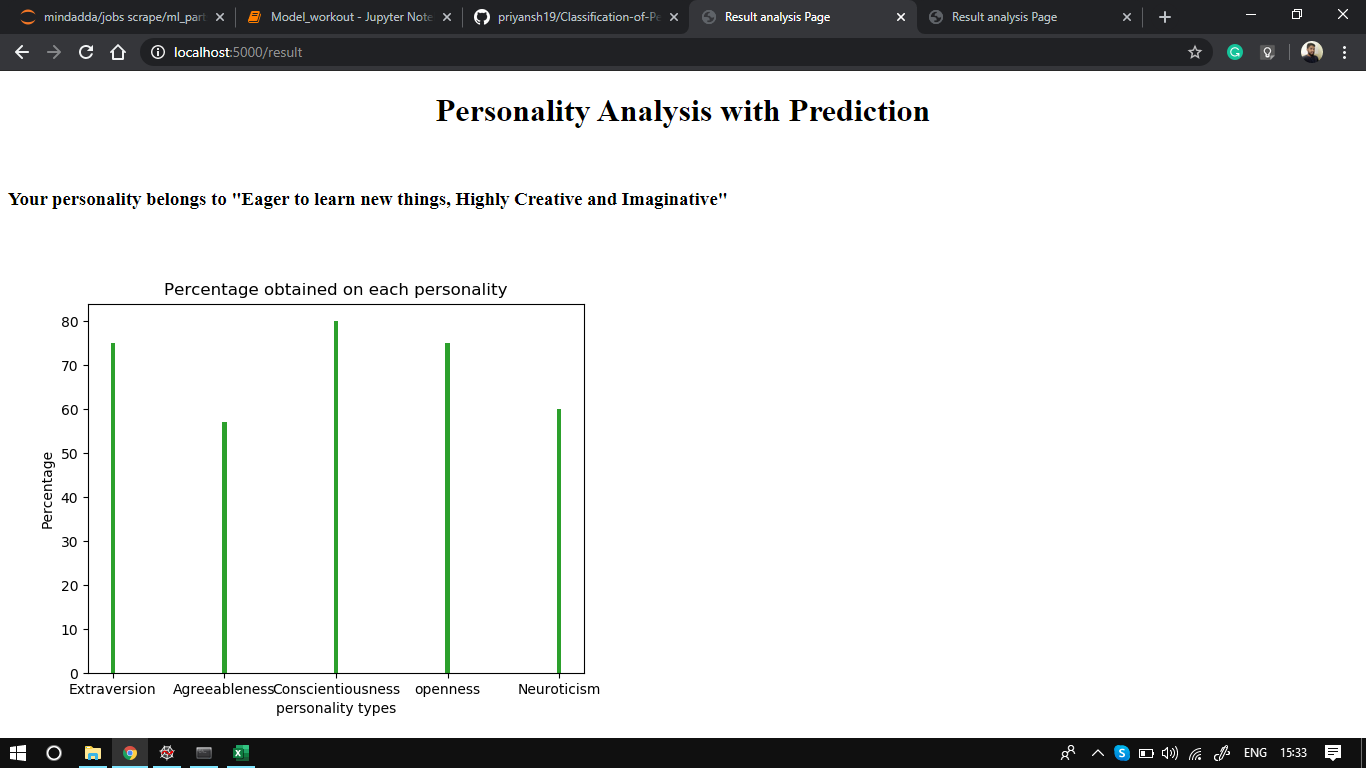 mindadda/jobs scrape/ml_part
Model_workout - Jupyter Note
priyansh19/Classification-of-Pe
Result analysis Page
Result analysis Page
localhost:5000/result
Personality Analysis with Prediction
Your personality belongs to "Eager to learn new things, Highly Creative and Imaginative"
Percentage obtained on each personality
80
70
60
50
40
30
20
10
0
Percentage
Extraversion Agreeableness Conscientiousness openness Neuroticism
personality types
ENG 15:33